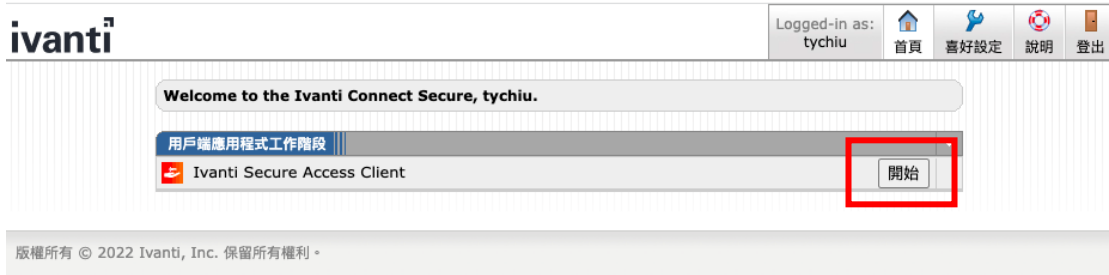 ivanti
Logged-in as:
tychiu
首頁
喜好設定
說明
登出
Welcome to the Ivanti Connect Secure, tychiu.
用戶端應用程式工作階段
Ivanti Secure Access Client
開始
版權所有 © 2022 Ivanti, Inc. 保留所有權利。